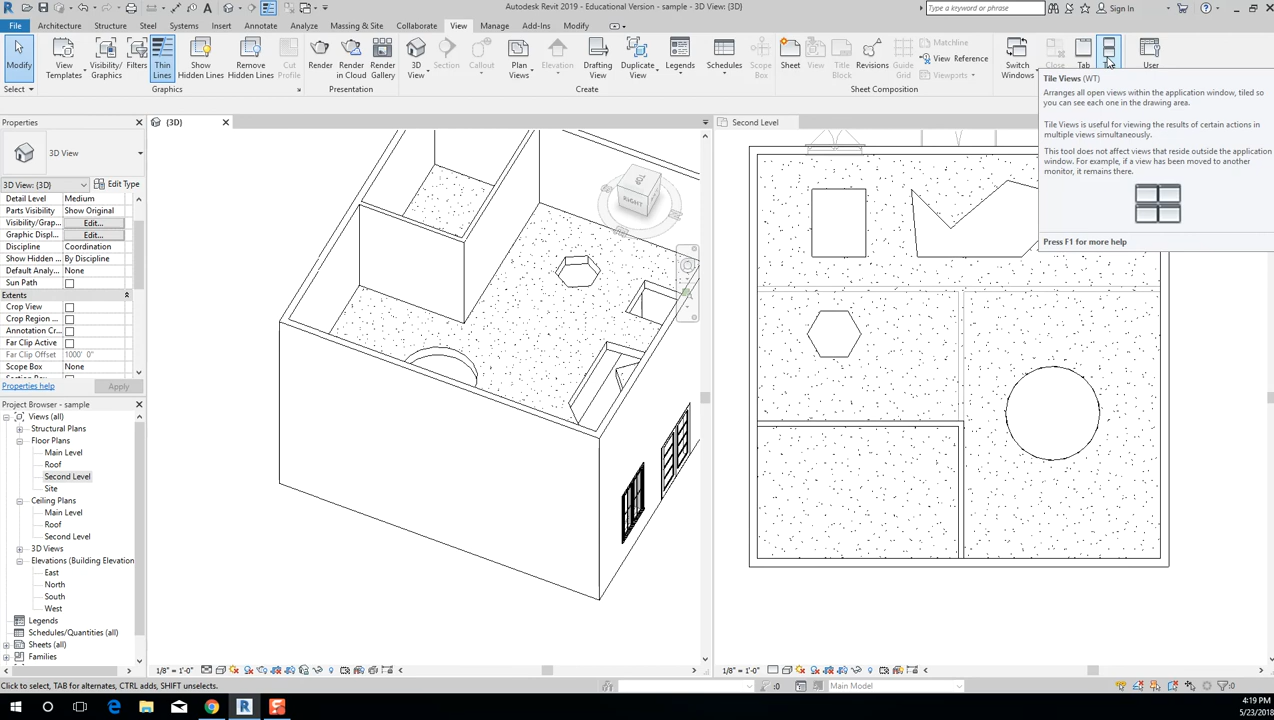 Autodesk Revit 2019 - Educational Version - sample - 3D View: {3D}
Type a keyword or phrase
Sign In
File Architecture Structure Steel Systems Insert Annotate Analyze Massing & Site Collaborate View Manage Add-Ins Modify
Modify
View Templates
Visibility/ Graphics
Filters
Thin Lines
Show Hidden Lines
Remove Hidden Lines
Cut Profile
Render
Render in Cloud
Render Gallery
3D View
Section
Callout
Plan Views
Elevation
Drafting View
Duplicate View
Legends
Schedules
Scope Box
Sheet
View
Title Block
Revisions
Matchline
View Reference
Viewports
Switch Windows
Close
Tab
User
Select
Graphics
Presentation
Create
Sheet Composition
Tile Views (WT)
Arranges all open views within the application window, tiled so
you can see each one in the drawing area.
Tile Views is useful for viewing the results of certain actions in
multiple views simultaneously.
This tool does not affect views that reside outside the application
window. For example, if a view has been moved to another
monitor, it remains there.
Press F1 for more help
Properties
3D View
3D View: {3D}
Edit Type
Detail Level Medium
Parts Visibility Show Original
Visibility/Grap... Edit...
Graphic Displ... Edit...
Discipline Coordination
Show Hidden ... By Discipline
Default Analy... None
Sun Path
Extents
Crop View
Crop Region ...
Annotation Cr...
Far Clip Active
Far Clip Offset 1000' 0"
Scope Box None
Properties help
Apply
Project Browser - sample
Views (all)
Structural Plans
Floor Plans
Main Level
Roof
Second Level
Site
Ceiling Plans
Main Level
Roof
Second Level
3D Views
Elevations (Building Elevation
East
North
South
West
Legends
Schedules/Quantities (all)
Sheets (all)
Families
{3D}
Second Level
1/8" = 1'-0"
1/8" = 1'-0"
Click to select, TAB for alternates, CTRL adds, SHIFT unselects.
:0
Main Model
:0
4:19 PM
5/23/2018